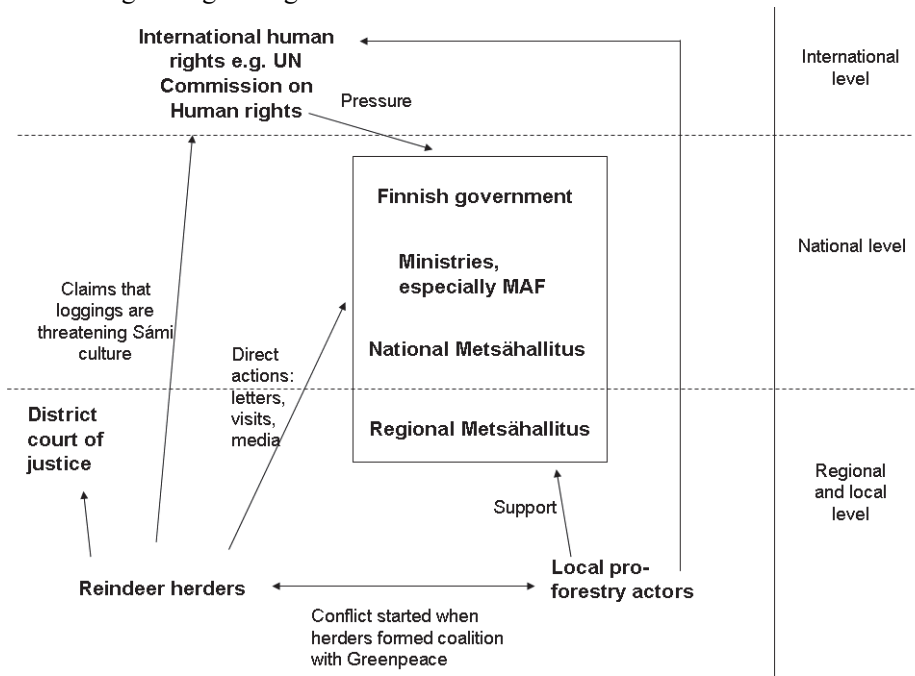 International human
rights e.g. UN
Commission on
Human rights
International
level
Pressure
Finnish government
Ministries,
especially MAF
National level
Claims that
loggings are
threatening Sámi
culture
National Metsähallitus
Direct
actions:
letters,
visits,
media
District
court of
justice
Regional Metsähallitus
Regional
and local
level
Support
Reindeer herders
Local pro-
forestry actors
Conflict started when
herders formed coalition
with Greenpeace